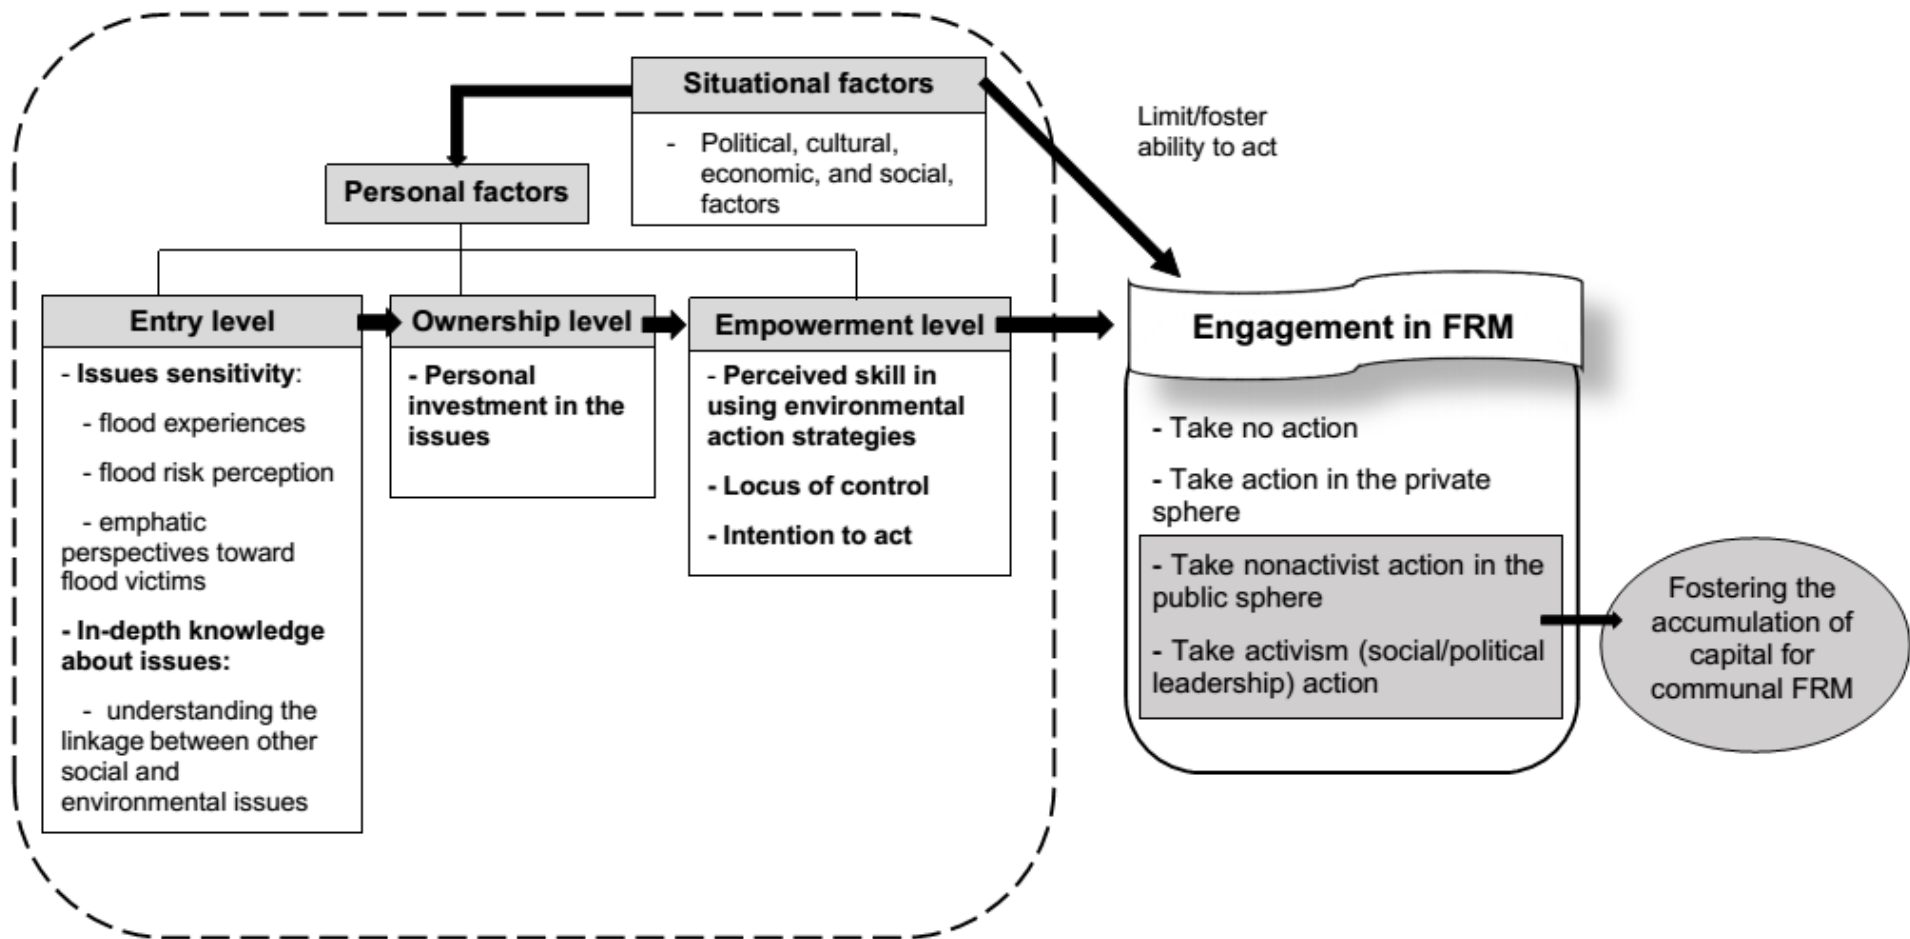 Situational factors
- Political, cultural,
economic, and social,
factors
Limit/foster
ability to act
Personal factors
Entry level
- Issues sensitivity:
- flood experiences
- flood risk perception
- emphatic
perspectives toward
flood victims
- In-depth knowledge
about issues:
- understanding the
linkage between other
social and
environmental issues
Ownership level
- Personal
investment in the
issues
Empowerment level
- Perceived skill in
using environmental
action strategies
- Locus of control
- Intention to act
Engagement in FRM
- Take no action
- Take action in the private
sphere
- Take nonactivist action in the
public sphere
- Take activism (social/political
leadership) action
Fostering the
accumulation of
capital for
communal FRM